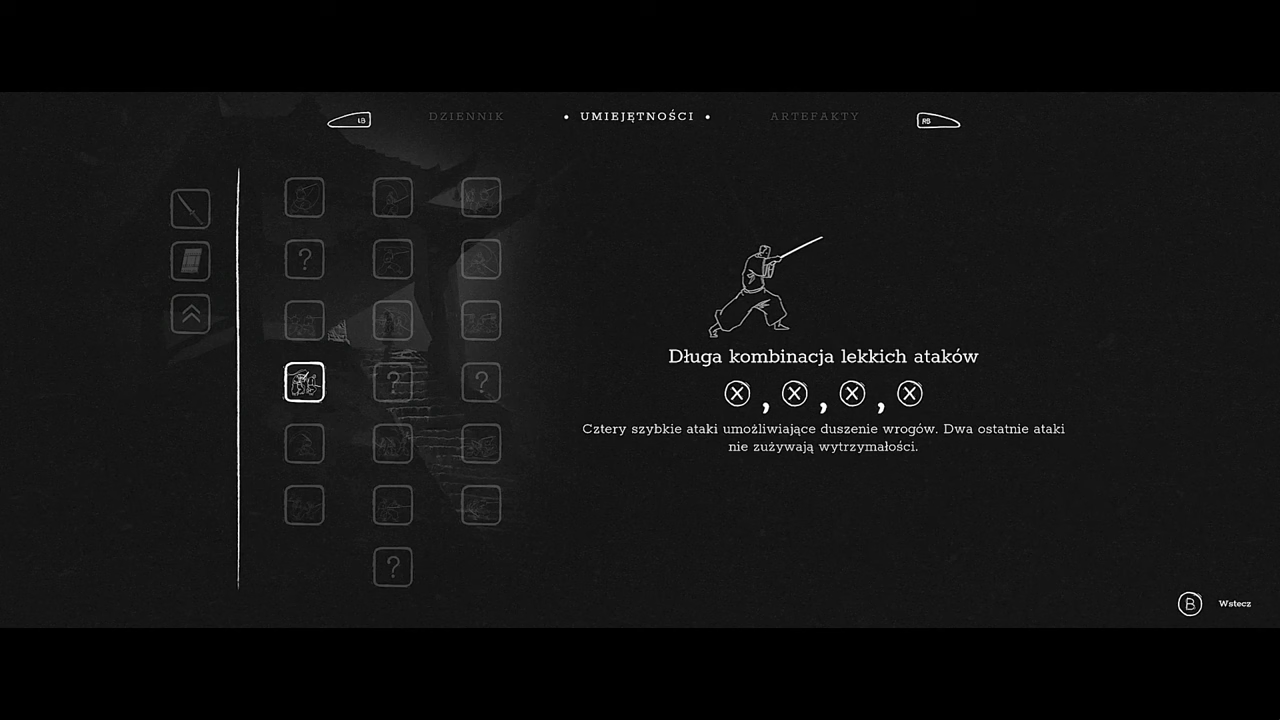 LB DZIENNIK • UMIEJĘTNOŚCI • ARTEFAKTY RB
?
Długa kombinacja lekkich ataków
X , X , X , X
? ?
Cztery szybkie ataki umożliwiające duszenie wrogów. Dwa ostatnie ataki
nie zużywają wytrzymałości.
?
B Wstecz